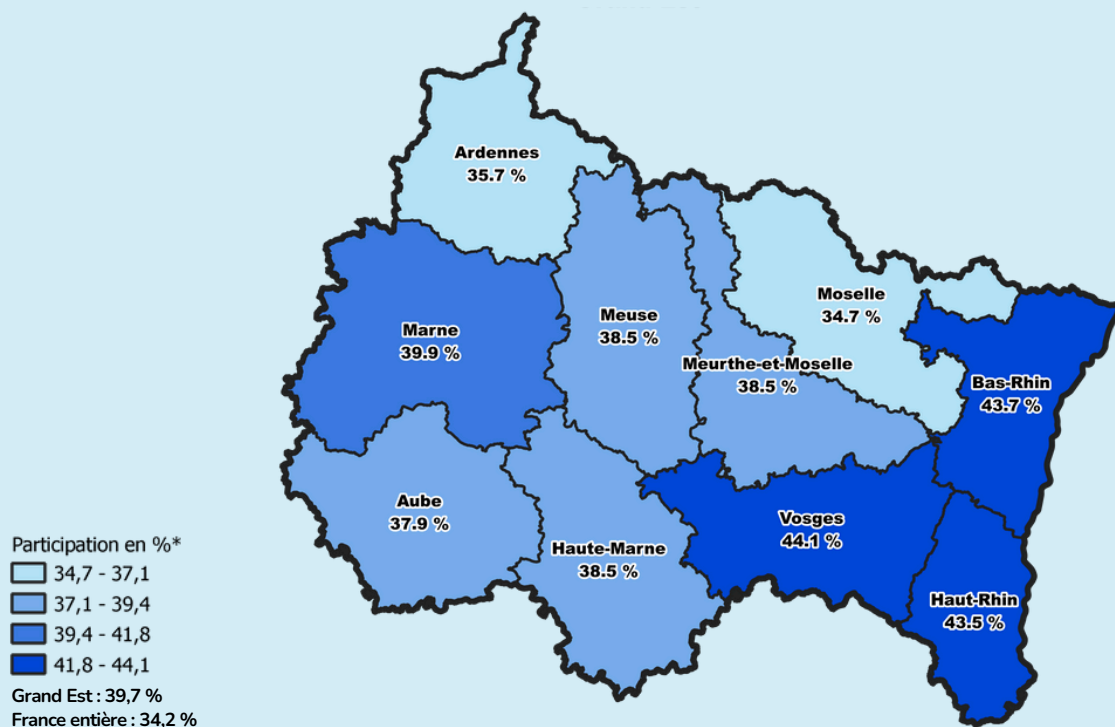 Ardennes
35.7 %
Moselle
34.7 %
Meuse
38.5 %
Marne
39.9 %
Meurthe-et-Moselle
38.5 %
Bas-Rhin
43.7 %
Aube
37.9 %
Vosges
44.1 %
Haute-Marne
38.5 %
Haut-Rhin
43.5 %
Participation en %*
34,7 - 37,1
37,1 - 39,4
39,4 - 41,8
41,8 - 44,1
Grand Est : 39,7 %
France entière : 34,2 %